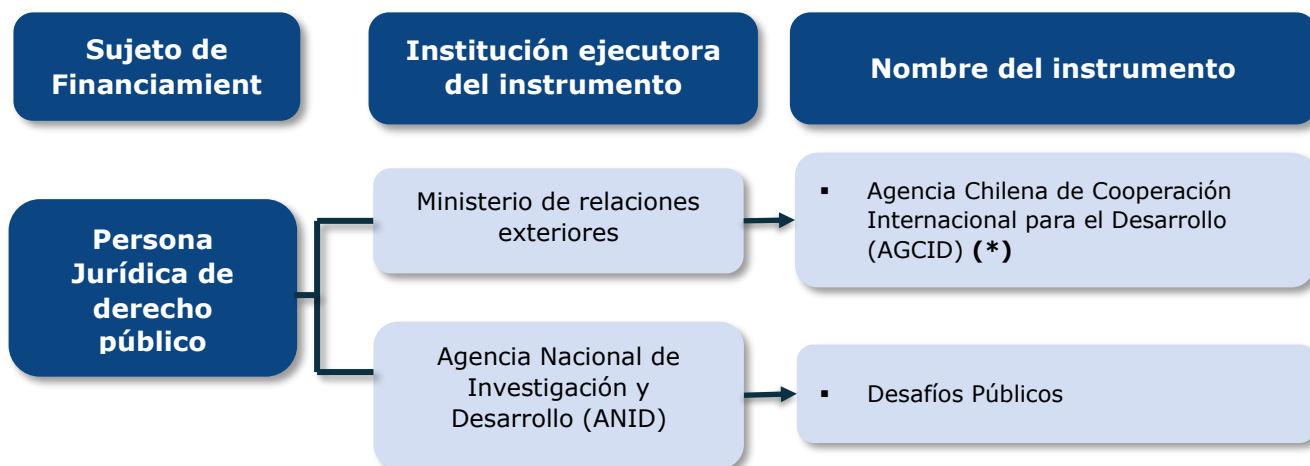 Sujeto de
Financiamient
Institución ejecutora
del instrumento
Nombre del instrumento
Persona
Jurídica de
derecho
público
Ministerio de relaciones
exteriores
▪ Agencia Chilena de Cooperación
Internacional para el Desarrollo
(AGCID) (*)
Agencia Nacional de
Investigación y
Desarrollo (ANID)
▪ Desafíos Públicos